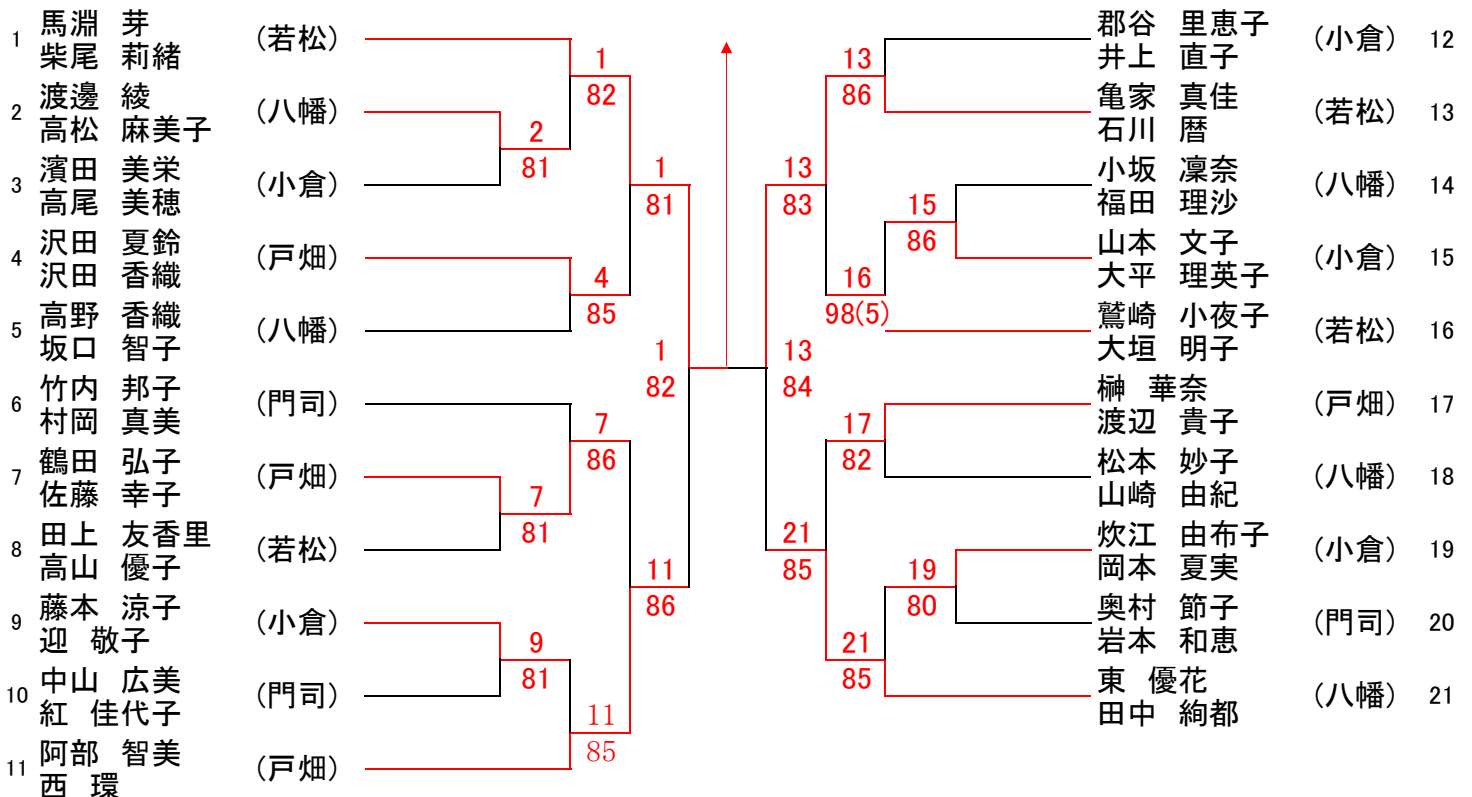 1 馬淵 芽 (若松)
柴尾 莉緒
2 渡邊 綾 (八幡)
高松 麻美子
3 濱田 美栄 (小倉)
高尾 美穂
4 沢田 夏鈴 (戸畑)
沢田 香織
5 高野 香織 (八幡)
坂口 智子
6 竹内 邦子 (門司)
村岡 真美
7 鶴田 弘子 (戸畑)
佐藤 幸子
8 田上 友香里 (若松)
高山 優子
9 藤本 涼子 (小倉)
迎 敬子
10 中山 広美 (門司)
紅 佳代子
11 阿部 智美 (戸畑)
西 環
1
82
2
81
4
85
7
86
7
81
9
81
11
85
1
81
11
86
1
82
13
84
13
83
21
85
13
86
16
98(5)
15
86
17
82
19
80
21
85
郡谷 里恵子 (小倉) 12
井上 直子
亀家 真佳 (若松) 13
石川 暦
小坂 凜奈 (八幡) 14
福田 理沙
山本 文子 (小倉) 15
大平 理英子
鷲崎 小夜子 (若松) 16
大垣 明子
榊 華奈 (戸畑) 17
渡辺 貴子
松本 妙子 (八幡) 18
山崎 由紀
炊江 由布子 (小倉) 19
岡本 夏実
奥村 節子 (門司) 20
岩本 和恵
東 優花 (八幡) 21
田中 絢都